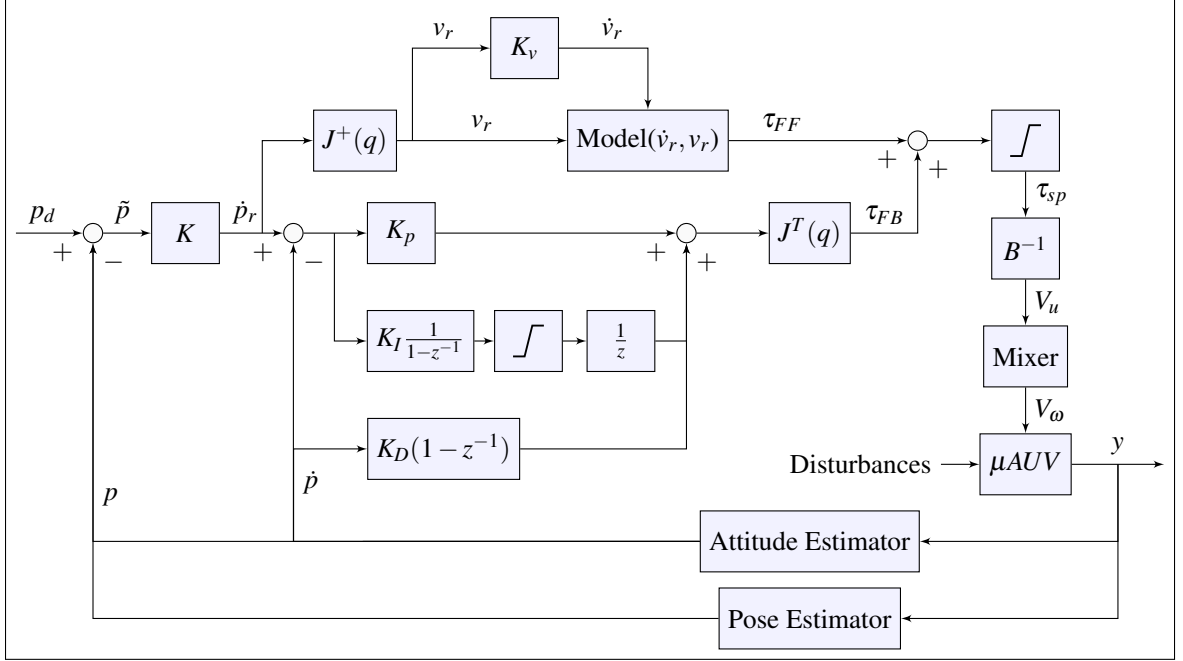 v_r
K_v
v̇_r
J⁺(q)
v_r
Model(v̇_r, v_r)
τ_FF
+
+
τ_sp
p_d
+
−
p̃
K
ṗ_r
+
−
K_p
+
+
J^T(q)
τ_FB
B⁻¹
V_u
K_I 1/(1−z⁻¹)
1/z
Mixer
V_ω
K_D(1−z⁻¹)
ṗ
p
Disturbances
μAUV
y
Attitude Estimator
Pose Estimator